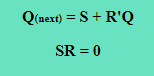 Q(next) = S + R'Q
SR = 0